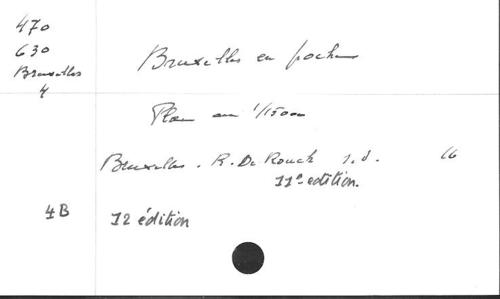 470
630
Bruxelles
4
Bruxelles en poche
Plan au 1/15000
Bruxelles. R. De Rouck s.d. 16
11e edition.
4B 12 édition